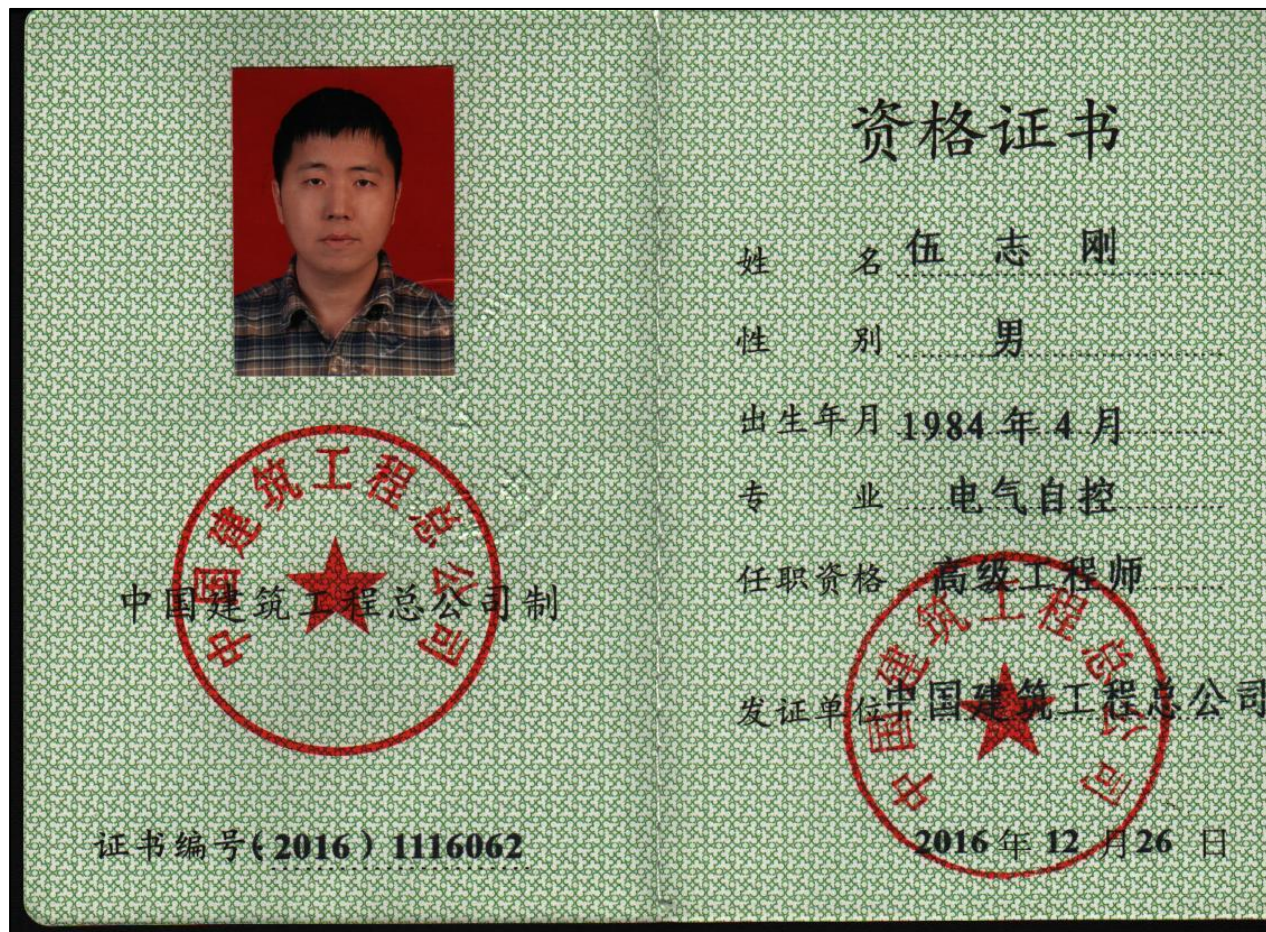 中国建筑工程总公司
中国建筑工程总公司制
证书编号(2016)1116062
资格证书
姓名 伍志刚
性别 男
出生年月 1984年4月
专业 电气自控
任职资格 高级工程师
发证单位 中国建筑工程总公司
中国建筑工程总公司
2016年12月26日